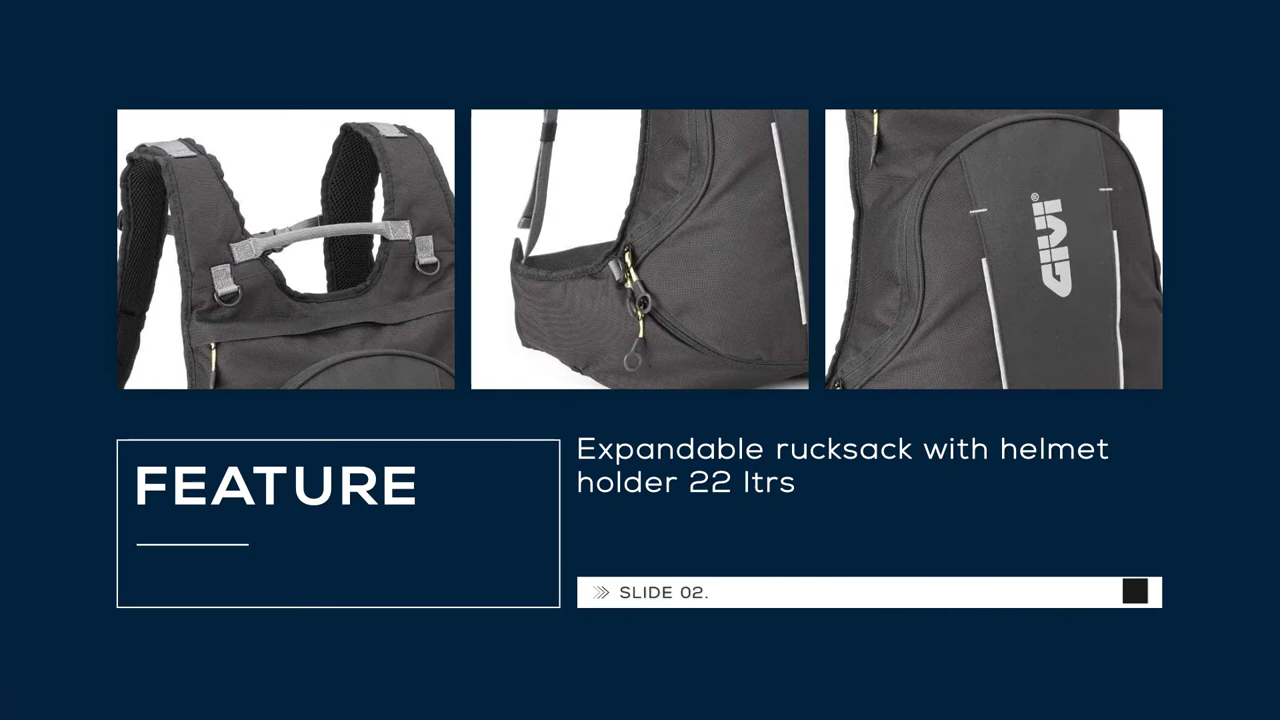 GIVI®
FEATURE
Expandable rucksack with helmet
holder 22 ltrs
SLIDE 02.